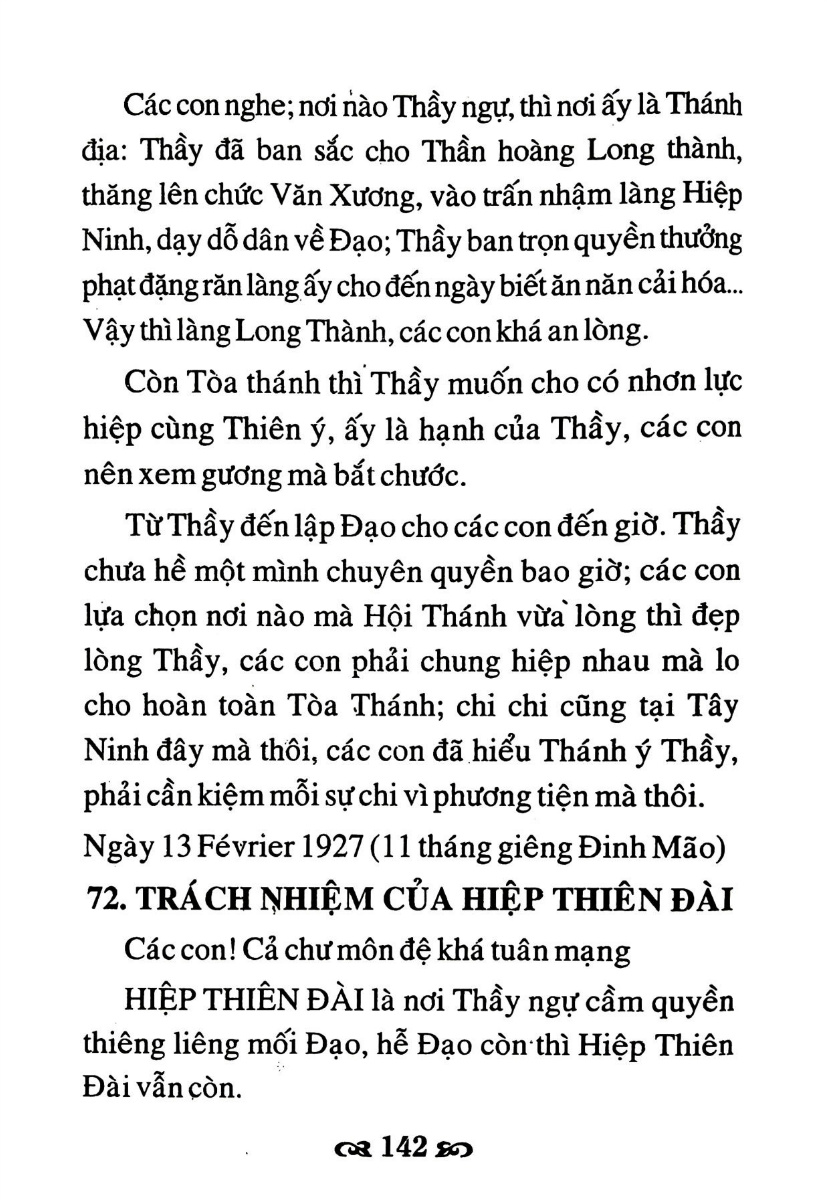 Các con nghe; nơi nào Thầy ngự, thì nơi ấy là Thánh
địa: Thầy đã ban sắc cho Thần hoàng Long thành,
thăng lên chức Văn Xương, vào trấn nhậm làng Hiệp
Ninh, dạy dỗ dân về Đạo; Thầy ban trọn quyền thưởng
phạt đặng răn làng ấy cho đến ngày biết ăn năn cải hóa...
Vậy thì làng Long Thành, các con khá an lòng.
Còn Tòa thánh thì Thầy muốn cho có nhơn lực
hiệp cùng Thiên ý, ấy là hạnh của Thầy, các con
nên xem gương mà bắt chước.
Từ Thầy đến lập Đạo cho các con đến giờ. Thầy
chưa hề một mình chuyên quyền bao giờ; các con
lựa chọn nơi nào mà Hội Thánh vừa lòng thì đẹp
lòng Thầy, các con phải chung hiệp nhau mà lo
cho hoàn toàn Tòa Thánh; chi chi cũng tại Tây
Ninh đây mà thôi, các con đã hiểu Thánh ý Thầy,
phải cần kiệm mỗi sự chi vì phương tiện mà thôi.
Ngày 13 Février 1927 (11 tháng giêng Đinh Mão)
72. TRÁCH NHIỆM CỦA HIỆP THIÊN ĐÀI
Các con! Cả chư môn đệ khá tuân mạng
HIỆP THIÊN ĐÀI là nơi Thầy ngự cầm quyền
thiêng liêng mối Đạo, hễ Đạo còn thì Hiệp Thiên
Đài vẫn còn.
142